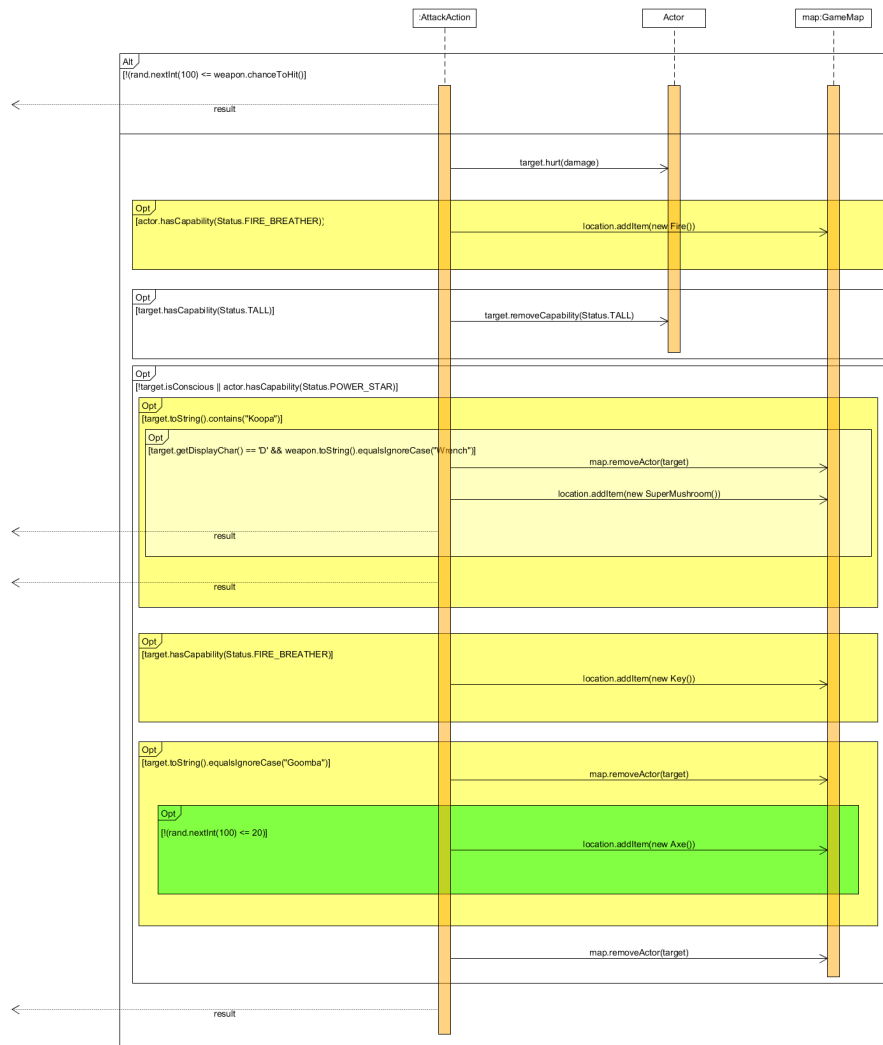 :AttackAction
Actor
map:GameMap
Alt
[!(rand.nextInt(100) <= weapon.chanceToHit()]
result
target.hurt(damage)
Opt
[actor.hasCapability(Status.FIRE_BREATHER)]
location.addItem(new Fire())
Opt
[target.hasCapability(Status.TALL)]
target.removeCapability(Status.TALL)
Opt
[!target.isConscious || actor.hasCapability(Status.POWER_STAR)]
Opt
[target.toString().contains("Koopa")]
Opt
[target.getDisplayChar() == 'D' && weapon.toString().equalsIgnoreCase("Wrench")]
map.removeActor(target)
location.addItem(new SuperMushroom())
result
result
Opt
[target.hasCapability(Status.FIRE_BREATHER)]
location.addItem(new Key())
Opt
[target.toString().equalsIgnoreCase("Goomba")]
map.removeActor(target)
Opt
[!(rand.nextInt(100) <= 20)]
location.addItem(new Axe())
map.removeActor(target)
result